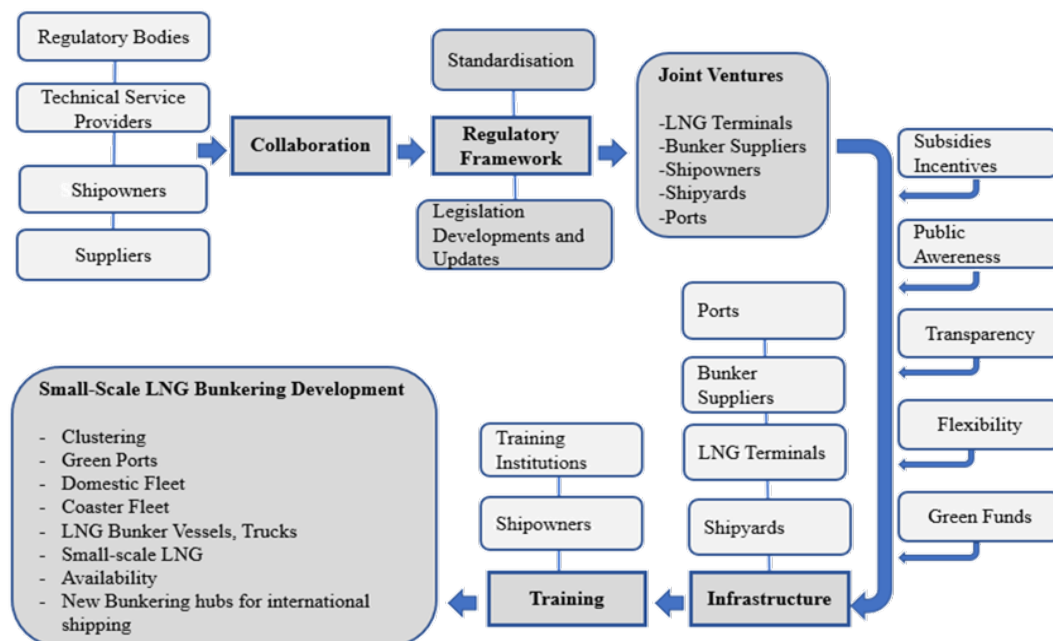 Regulatory Bodies
Technical Service
Providers
Shipowners
Suppliers
Collaboration
Standardisation
Regulatory
Framework
Legislation
Developments and
Updates
Joint Ventures
-LNG Terminals
-Bunker Suppliers
-Shipowners
-Shipyards
-Ports
Subsidies
Incentives
Public
Awereness
Transparency
Flexibility
Green Funds
Ports
Bunker
Suppliers
LNG Terminals
Shipyards
Infrastructure
Training
Institutions
Shipowners
Training
Small-Scale LNG Bunkering Development
- Clustering
- Green Ports
- Domestic Fleet
- Coaster Fleet
- LNG Bunker Vessels, Trucks
- Small-scale LNG
- Availability
- New Bunkering hubs for international
shipping